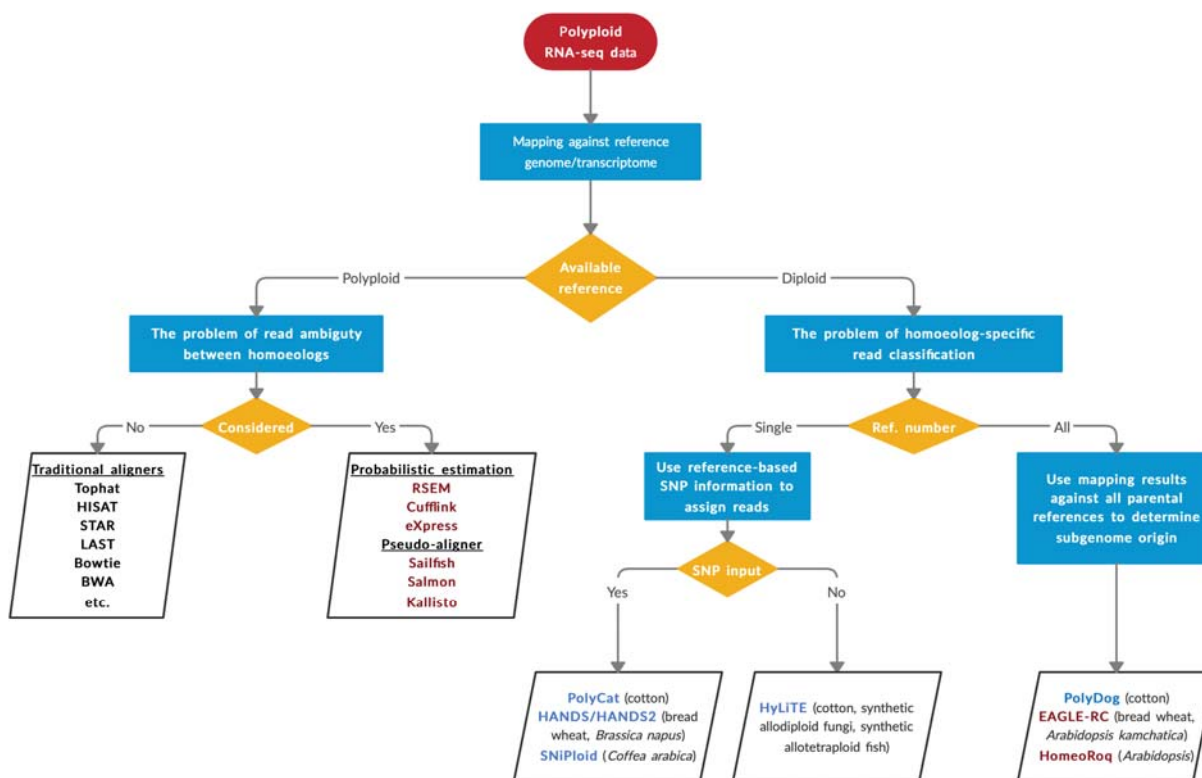 Polyploid
RNA-seq data
Mapping against reference
genome/transcriptome
Available
reference
Polyploid
Diploid
The problem of read ambiguty
between homoeologs
The problem of homoeolog-specific
read classification
Considered
No
Yes
Ref. number
Single
All
Traditional aligners
Tophat
HISAT
STAR
LAST
Bowtie
BWA
etc.
Probabilistic estimation
RSEM
Cufflink
eXpress
Pseudo-aligner
Sailfish
Salmon
Kallisto
Use reference-based
SNP information to
assign reads
Use mapping results
against all parental
references to determine
subgenome origin
SNP input
Yes
No
PolyCat (cotton)
HANDS/HANDS2 (bread
wheat, Brassica napus)
SNiPloid (Coffea arabica)
HyLiTE (cotton, synthetic
allodiploid fungi, synthetic
allotetraploid fish)
PolyDog (cotton)
EAGLE-RC (bread wheat,
Arabidopsis kamchatica)
HomeoRoq (Arabidopsis)